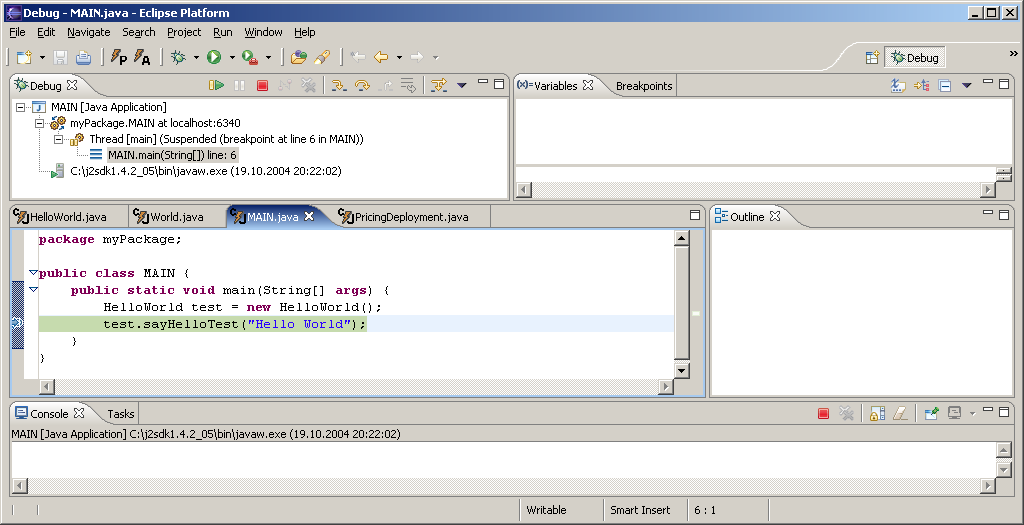 Debug - MAIN.java - Eclipse Platform
File Edit Navigate Search Project Run Window Help
Debug
Debug
MAIN [Java Application]
myPackage.MAIN at localhost:6340
Thread [main] (Suspended (breakpoint at line 6 in MAIN))
MAIN.main(String[]) line: 6
C:\j2sdk1.4.2_05\bin\javaw.exe (19.10.2004 20:22:02)
(x)= Variables Breakpoints
HelloWorld.java World.java MAIN.java PricingDeployment.java
Outline
package myPackage;
public class MAIN {
public static void main(String[] args) {
HelloWorld test = new HelloWorld();
test.sayHelloTest("Hello World");
}
}
Console Tasks
MAIN [Java Application] C:\j2sdk1.4.2_05\bin\javaw.exe (19.10.2004 20:22:02)
Writable Smart Insert 6 : 1